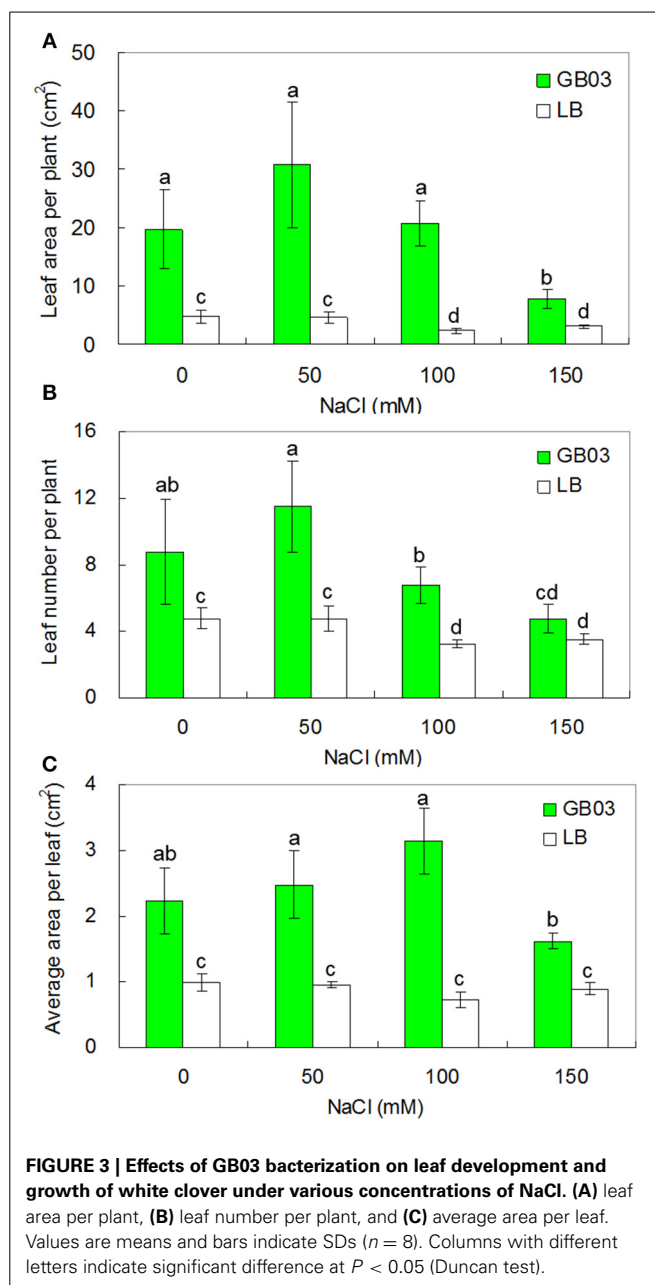 A
Leaf area per plant (cm²)
50
40
30
20
10
0
a
c
a
c
a
d
b
d
GB03
LB
0 50 100 150
NaCl (mM)
B
Leaf number per plant
16
12
8
4
0
ab
c
a
c
b
d
cd
d
GB03
LB
0 50 100 150
NaCl (mM)
C
Average area per leaf (cm²)
4
3
2
1
0
ab
c
a
c
a
c
b
c
GB03
LB
0 50 100 150
NaCl (mM)
FIGURE 3 | Effects of GB03 bacterization on leaf development and
growth of white clover under various concentrations of NaCl. (A) leaf
area per plant, (B) leaf number per plant, and (C) average area per leaf.
Values are means and bars indicate SDs (n = 8). Columns with different
letters indicate significant difference at P < 0.05 (Duncan test).